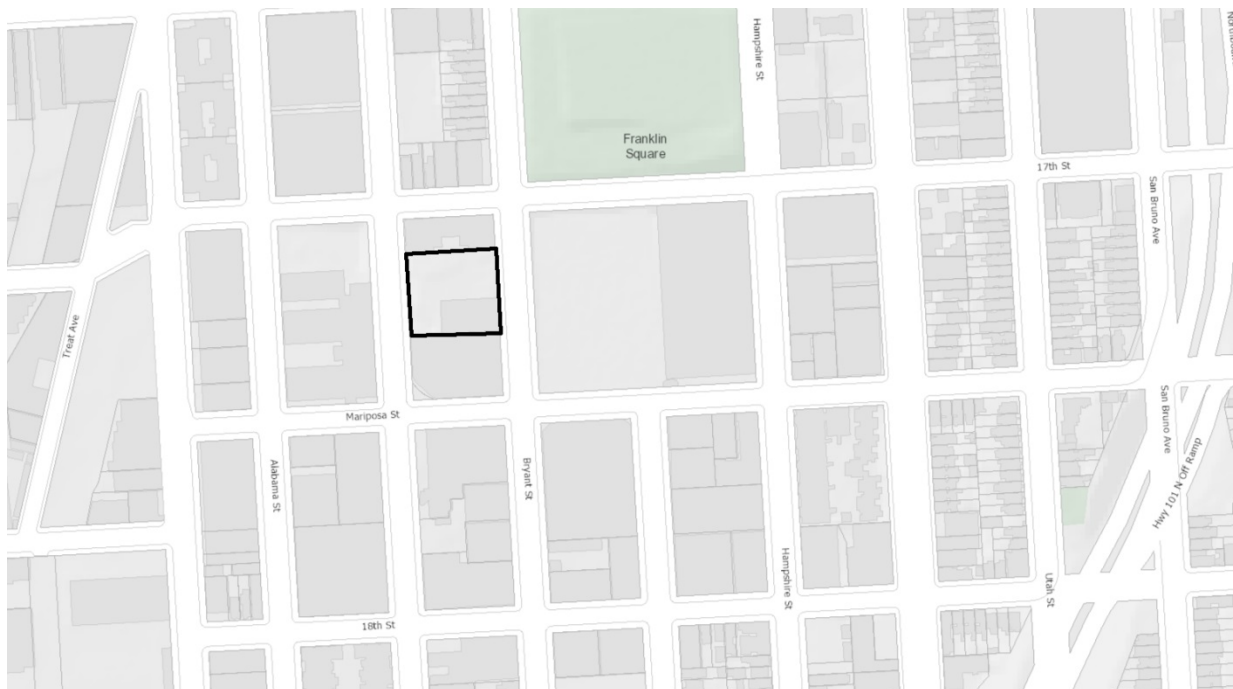 Hampshire St
Franklin
Square
17th St
San Bruno Ave
Treat Ave
Mariposa St
San Bruno Ave
Alabama St
Bryant St
Hwy 101 N Off Ramp
Hampshire St
Utah St
18th St